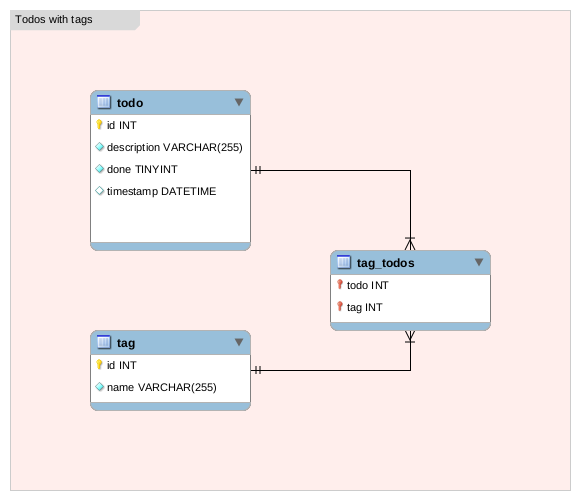 Todos with tags
todo
id INT
description VARCHAR(255)
done TINYINT
timestamp DATETIME
tag_todos
todo INT
tag INT
tag
id INT
name VARCHAR(255)